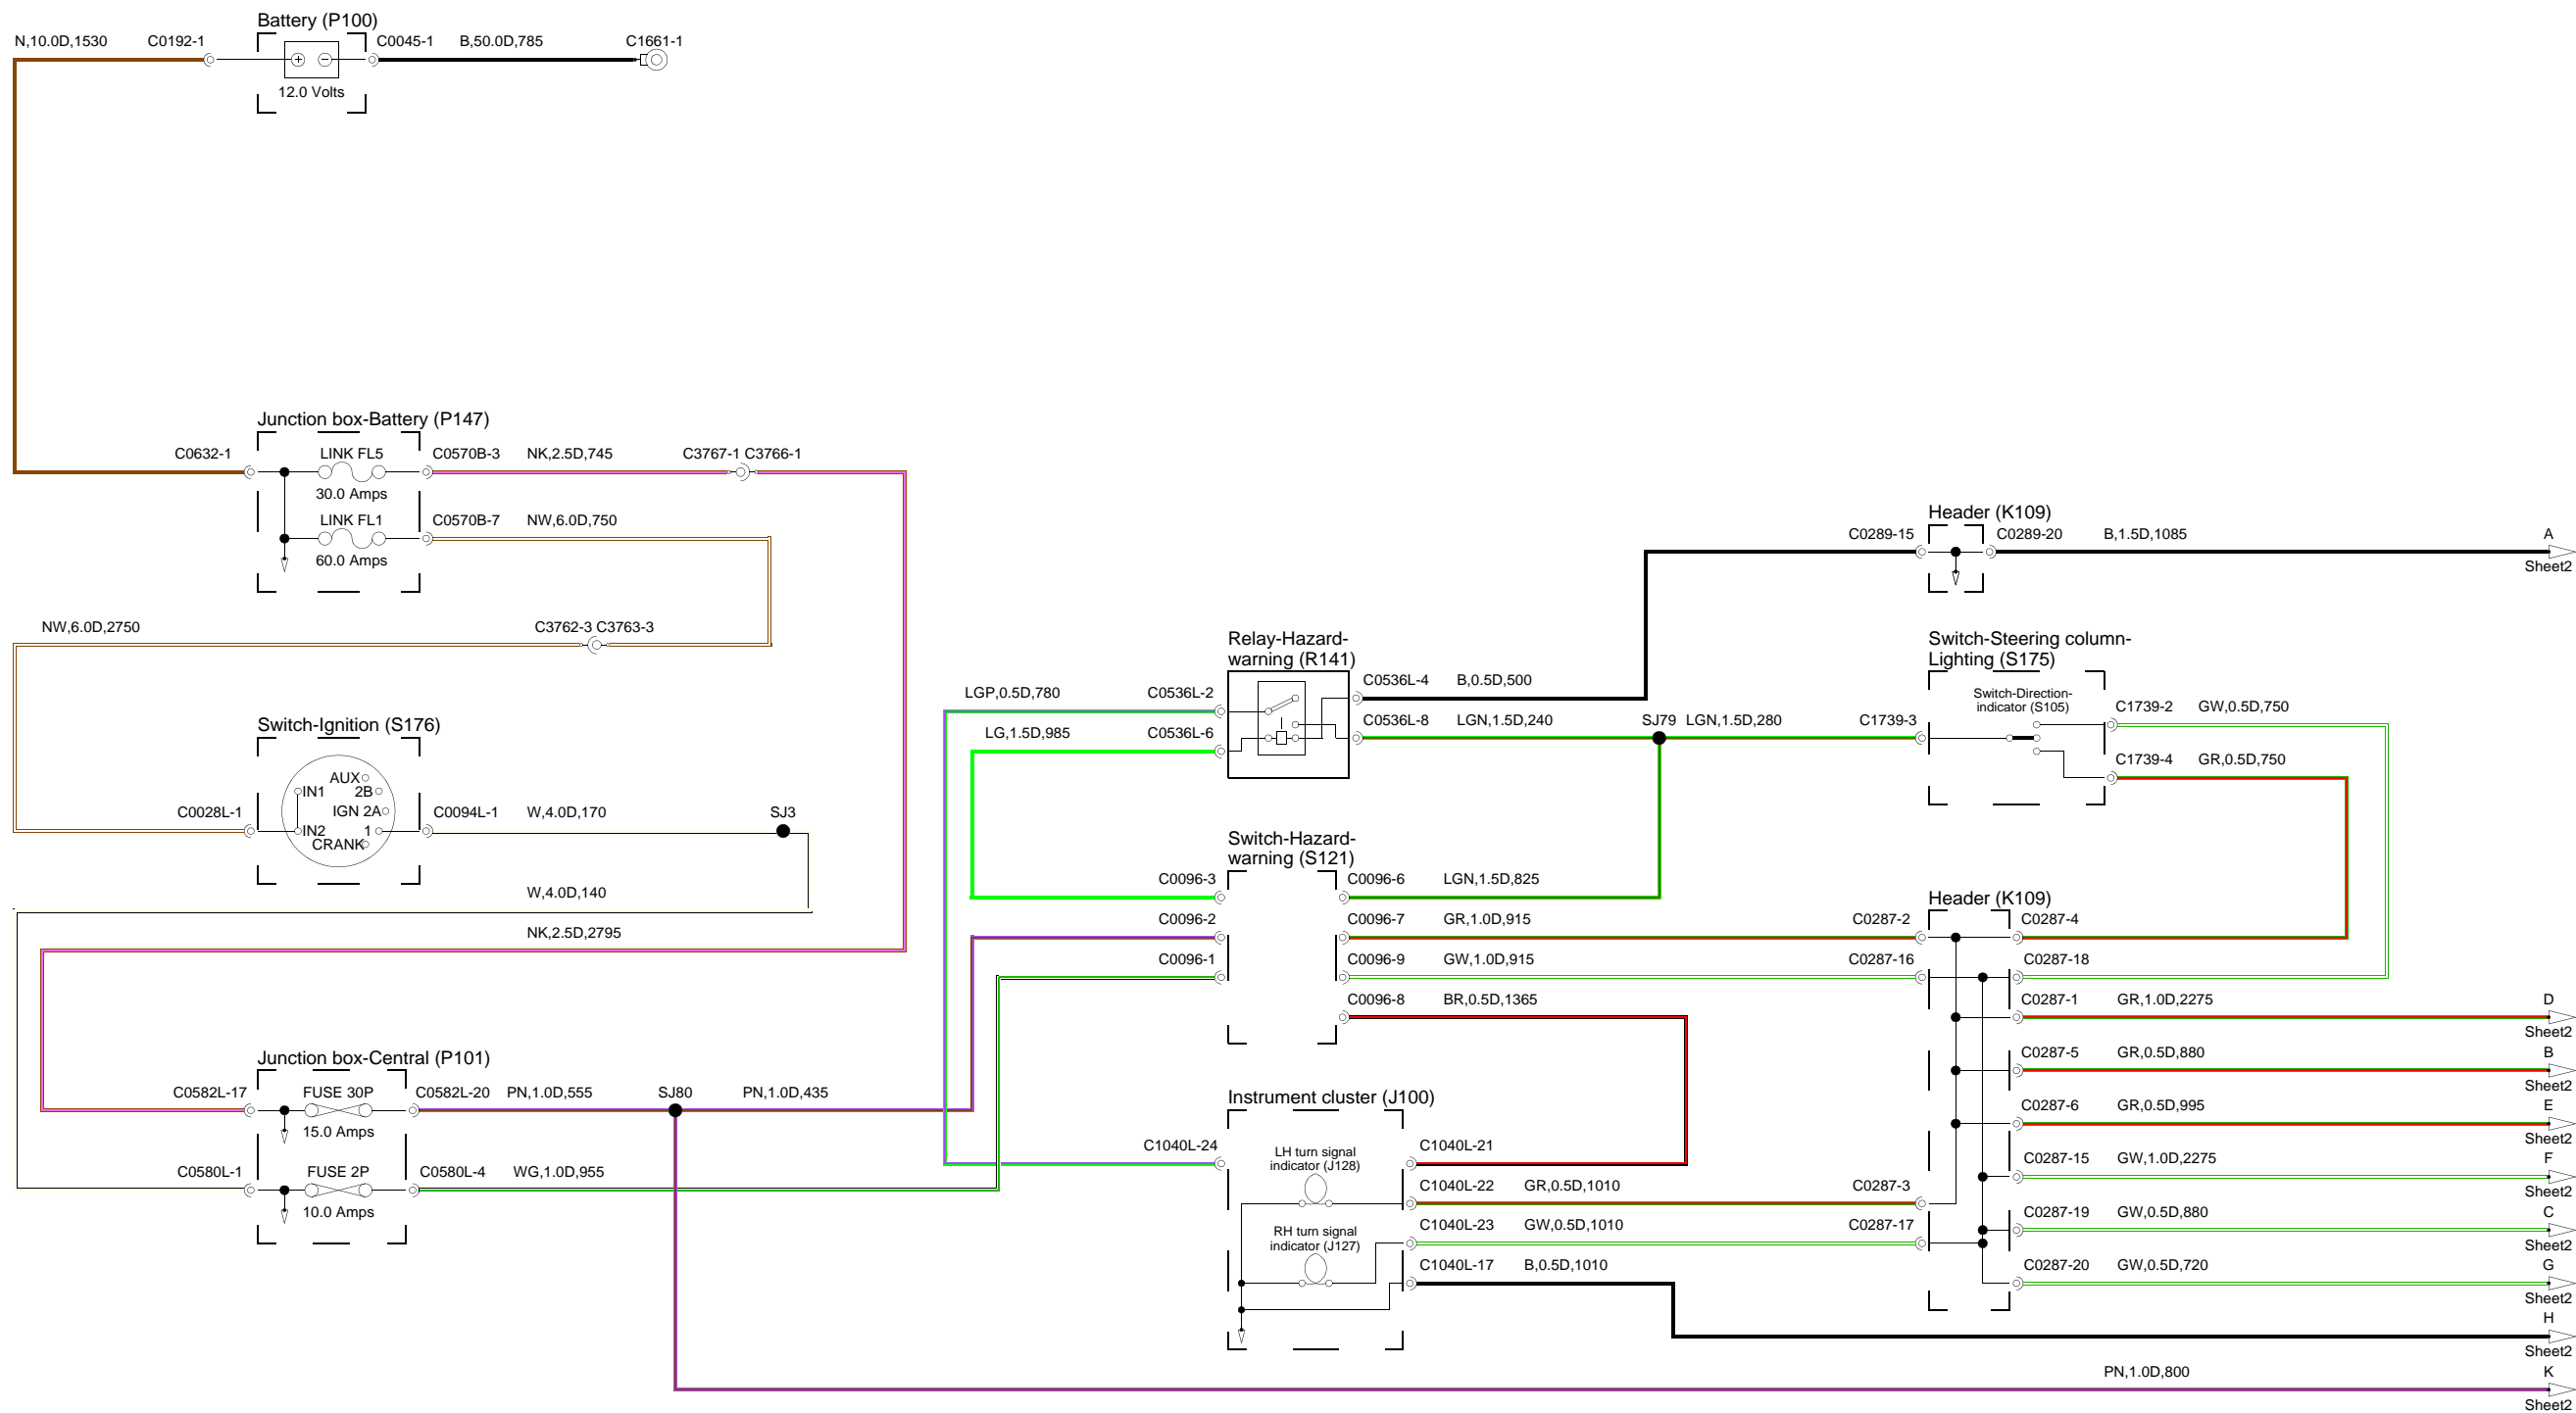 Battery (P100)
N,10.0D,1530
C0192-1
C0045-1
B,50.0D,785
C1661-1
12.0 Volts
Junction box-Battery (P147)
C0632-1
LINK FL5
C0570B-3
NK,2.5D,745
C3767-1 C3766-1
30.0 Amps
LINK FL1
C0570B-7
NW,6.0D,750
60.0 Amps
NW,6.0D,2750
C3762-3 C3763-3
Switch-Ignition (S176)
AUX
IN1
2B
IGN 2A
C0028L-1
IN2
1
CRANK
C0094L-1
W,4.0D,170
SJ3
W,4.0D,140
NK,2.5D,2795
Junction box-Central (P101)
C0582L-17
FUSE 30P
C0582L-20
PN,1.0D,555
SJ80
PN,1.0D,435
15.0 Amps
C0580L-1
FUSE 2P
C0580L-4
WG,1.0D,955
10.0 Amps
Relay-Hazard-
warning (R141)
LGP,0.5D,780
C0536L-2
C0536L-4
B,0.5D,500
LG,1.5D,985
C0536L-6
C0536L-8
LGN,1.5D,240
SJ79
LGN,1.5D,280
Switch-Hazard-
warning (S121)
C0096-3
C0096-6
LGN,1.5D,825
C0096-2
C0096-7
GR,1.0D,915
C0096-1
C0096-9
GW,1.0D,915
C0096-8
BR,0.5D,1365
Instrument cluster (J100)
C1040L-24
LH turn signal
indicator (J128)
C1040L-21
C1040L-22
GR,0.5D,1010
RH turn signal
indicator (J127)
C1040L-23
GW,0.5D,1010
C1040L-17
B,0.5D,1010
Header (K109)
C0289-15
C0289-20
B,1.5D,1085
A
Sheet2
Switch-Steering column-
Lighting (S175)
Switch-Direction-
indicator (S105)
C1739-3
C1739-2
GW,0.5D,750
C1739-4
GR,0.5D,750
Header (K109)
C0287-2
C0287-4
C0287-16
C0287-18
C0287-1
GR,1.0D,2275
D
Sheet2
C0287-5
GR,0.5D,880
B
Sheet2
C0287-6
GR,0.5D,995
E
Sheet2
C0287-15
GW,1.0D,2275
F
Sheet2
C0287-3
C0287-19
GW,0.5D,880
C
Sheet2
C0287-17
C0287-20
GW,0.5D,720
G
Sheet2
H
Sheet2
PN,1.0D,800
K
Sheet2